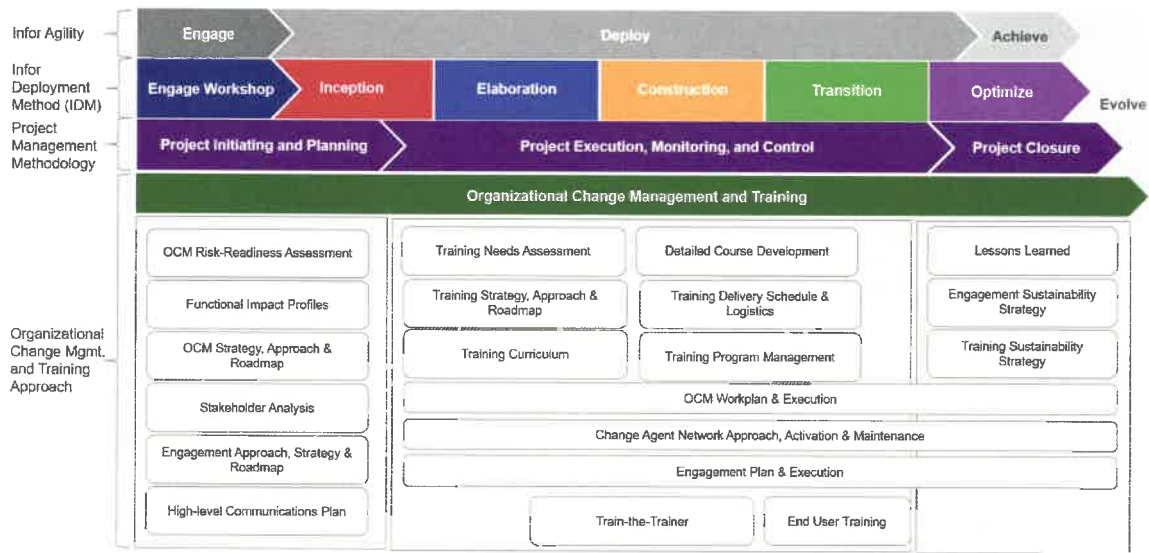 Infor Agility
Engage
Deploy
Achieve
Infor
Deployment
Method (IDM)
Engage Workshop
Inception
Elaboration
Construction
Transition
Optimize
Evolve
Project
Management
Methodology
Project Initiating and Planning
Project Execution, Monitoring, and Control
Project Closure
Organizational Change Management and Training
Organizational
Change Mgmt.
and Training
Approach
OCM Risk-Readiness Assessment
Functional Impact Profiles
OCM Strategy, Approach &
Roadmap
Stakeholder Analysis
Engagement Approach, Strategy &
Roadmap
High-level Communications Plan
Training Needs Assessment
Detailed Course Development
Training Strategy, Approach &
Roadmap
Training Delivery Schedule &
Logistics
Training Curriculum
Training Program Management
Lessons Learned
Engagement Sustainability
Strategy
Training Sustainability
Strategy
OCM Workplan & Execution
Change Agent Network Approach, Activation & Maintenance
Engagement Plan & Execution
Train-the-Trainer
End User Training